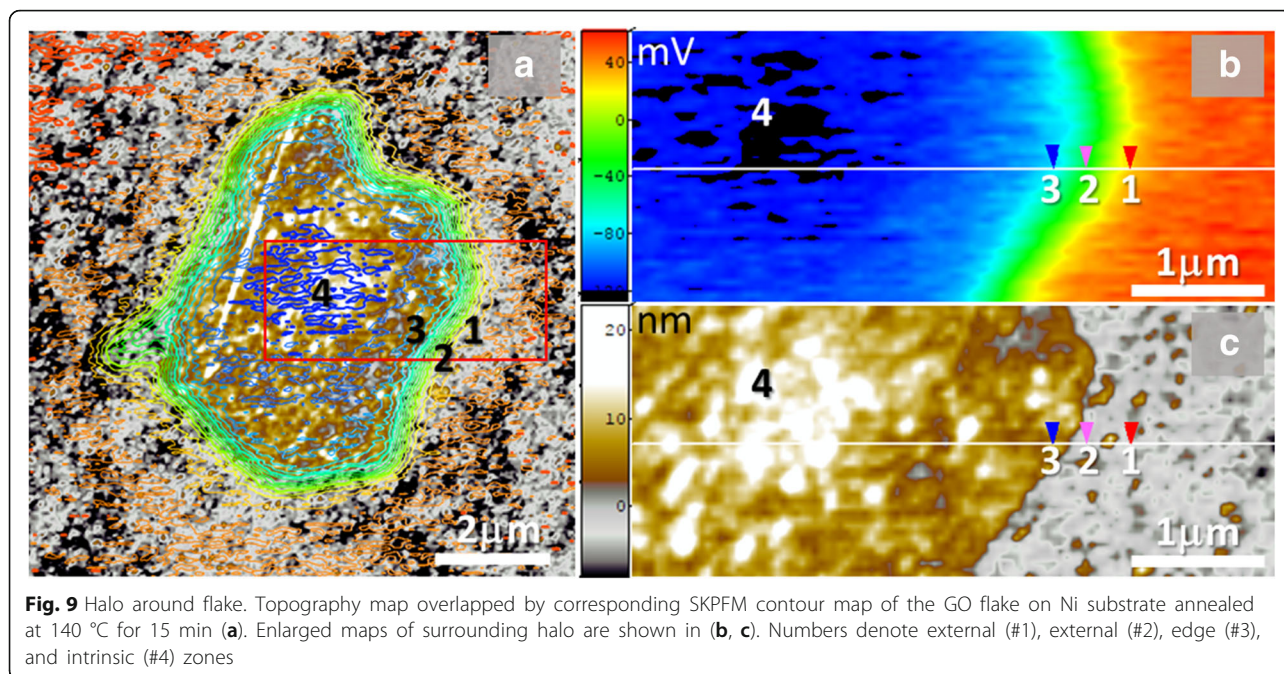 a
4
3
1
2
2μm
mV
40
0
-40
-80
b
4
3
2
1
1μm
nm
20
10
0
c
4
3
2
1
1μm
Fig. 9 Halo around flake. Topography map overlapped by corresponding SKPFM contour map of the GO flake on Ni substrate annealed
at 140 °C for 15 min (a). Enlarged maps of surrounding halo are shown in (b, c). Numbers denote external (#1), external (#2), edge (#3),
and intrinsic (#4) zones